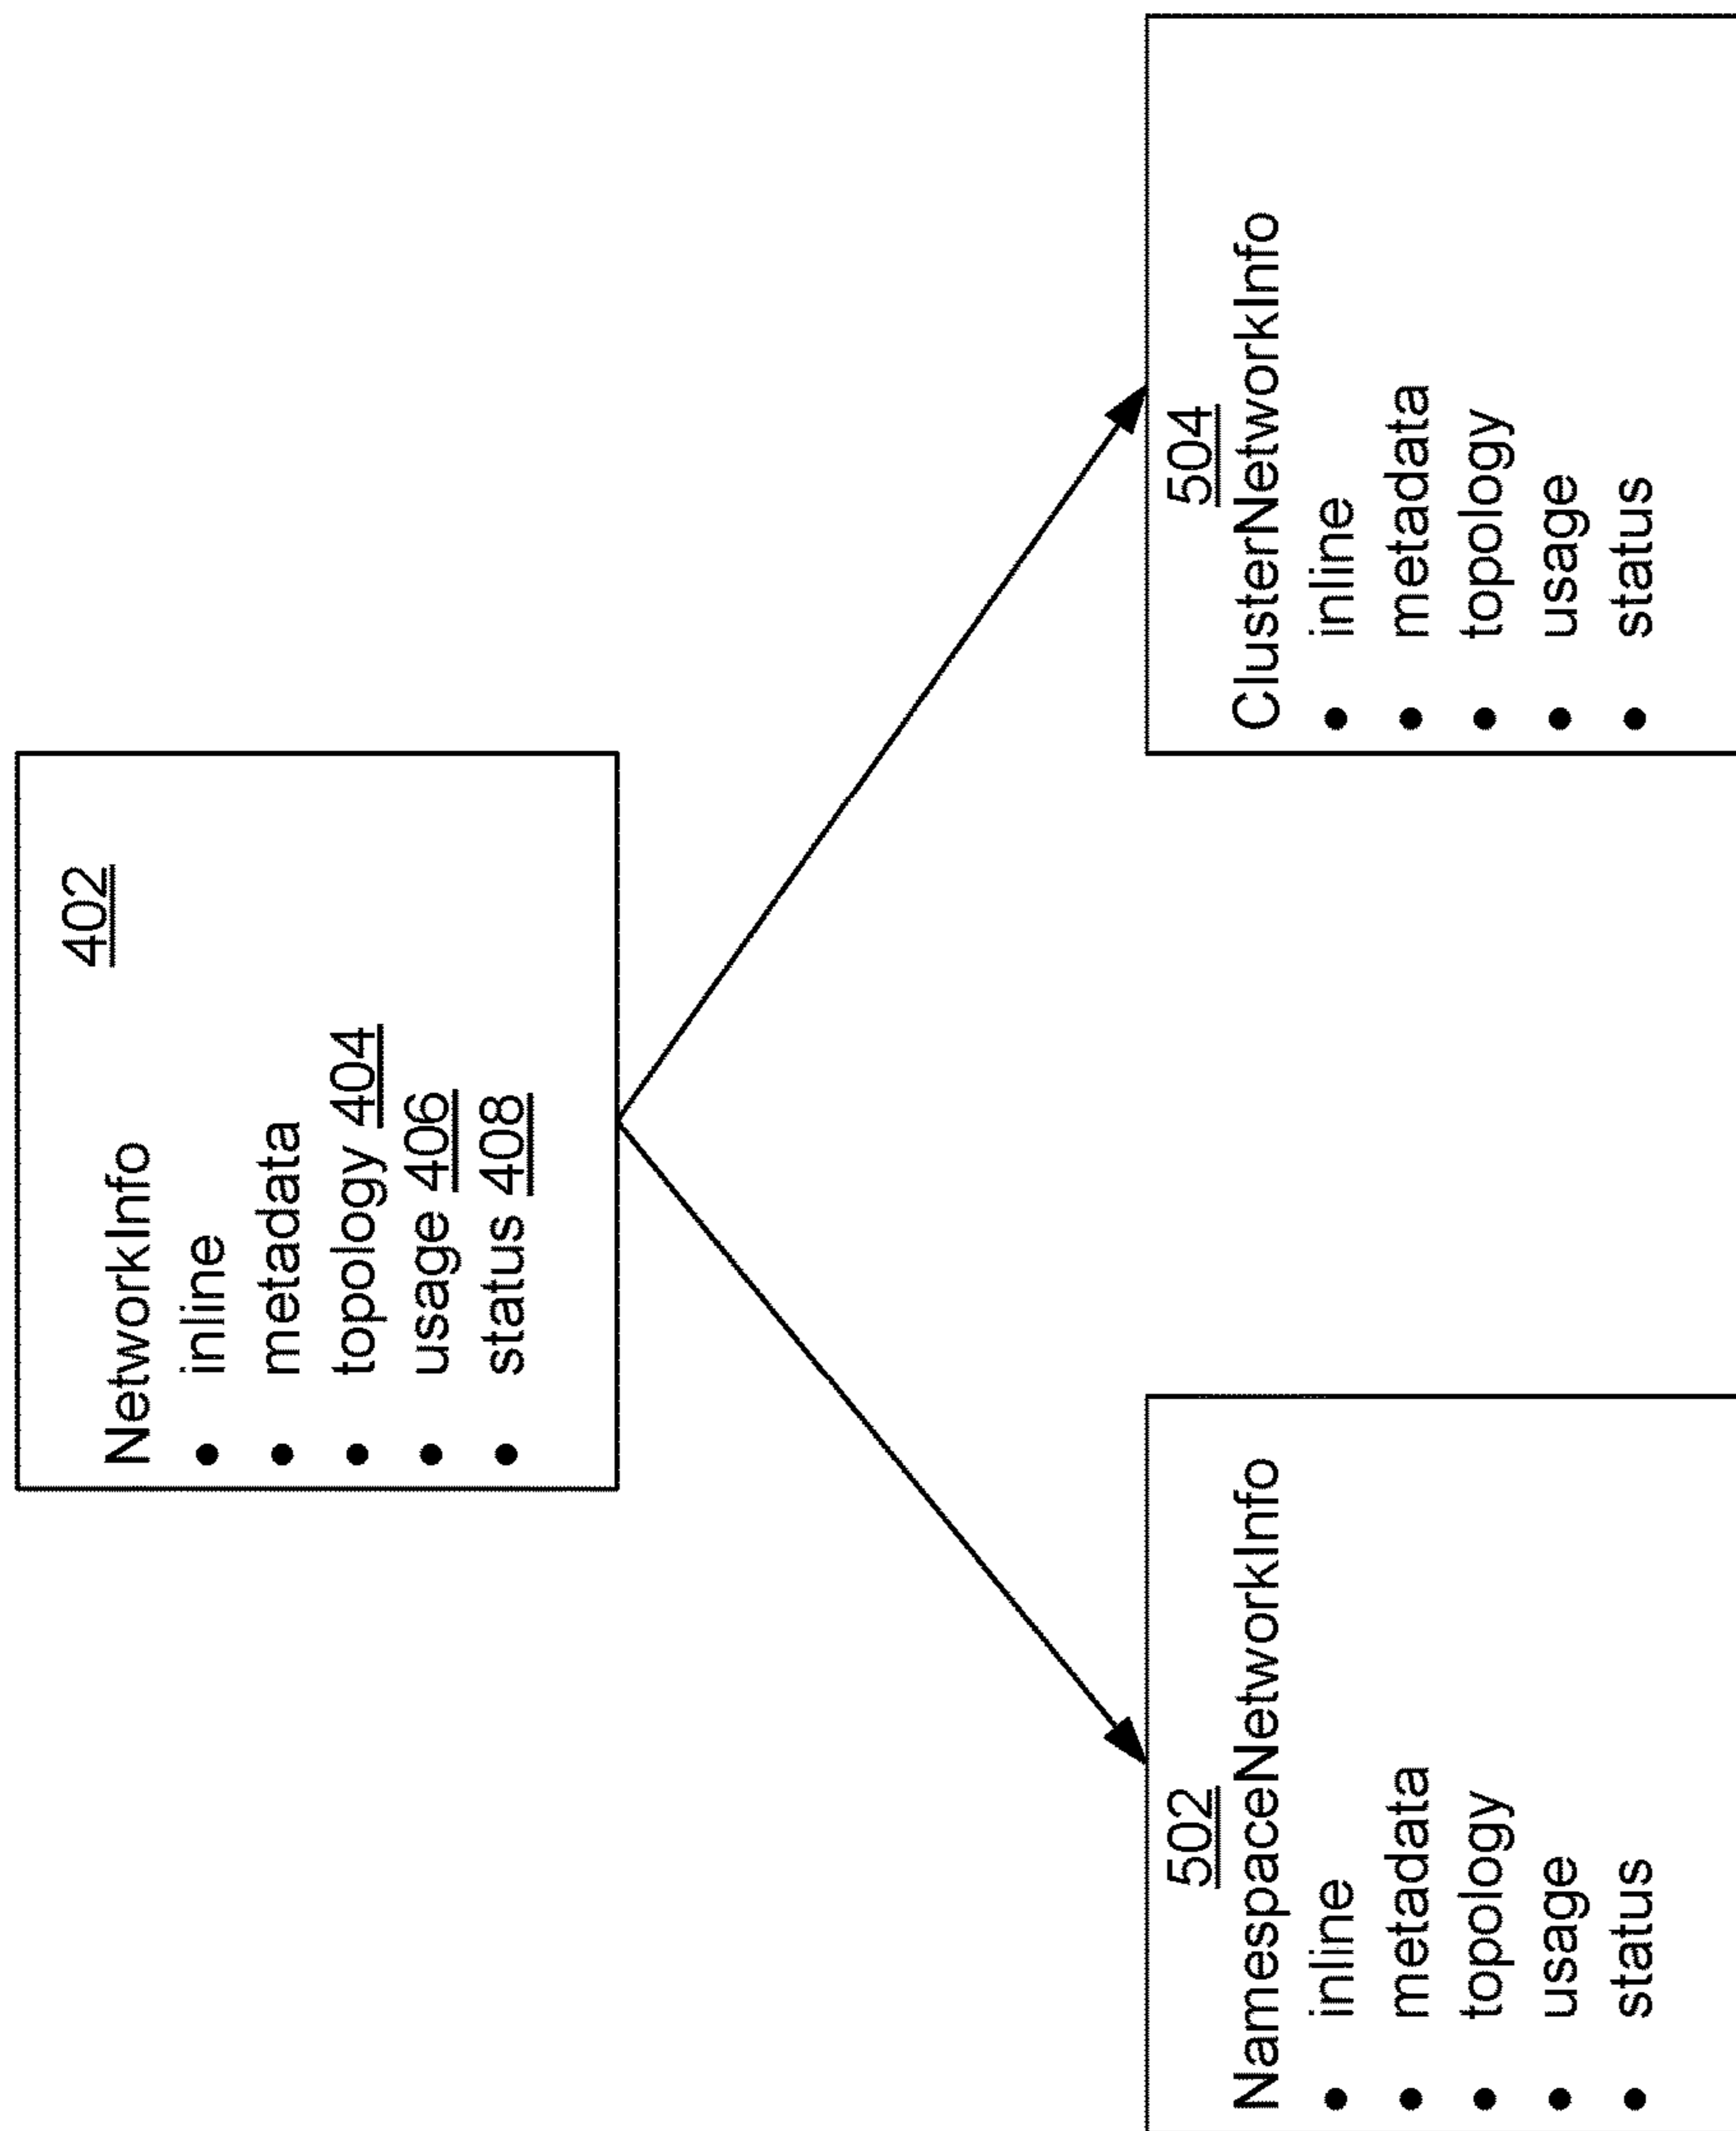 402
NetworkInfo
• inline
• metadata
• topology 404
• usage 406
• status 408
502
NamespaceNetworkInfo
• inline
• metadata
• topology
• usage
• status
504
ClusterNetworkInfo
• inline
• metadata
• topology
• usage
• status